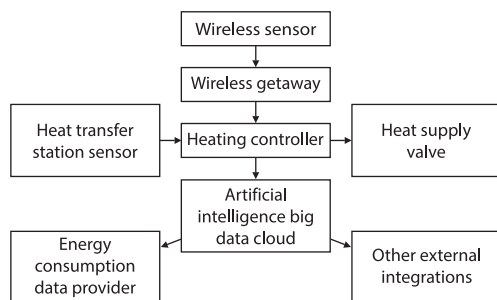 Wireless sensor
Wireless getaway
Heat transfer
station sensor
Heating controller
Heat supply
valve
Artificial
intelligence big
data cloud
Energy
consumption
data provider
Other external
integrations